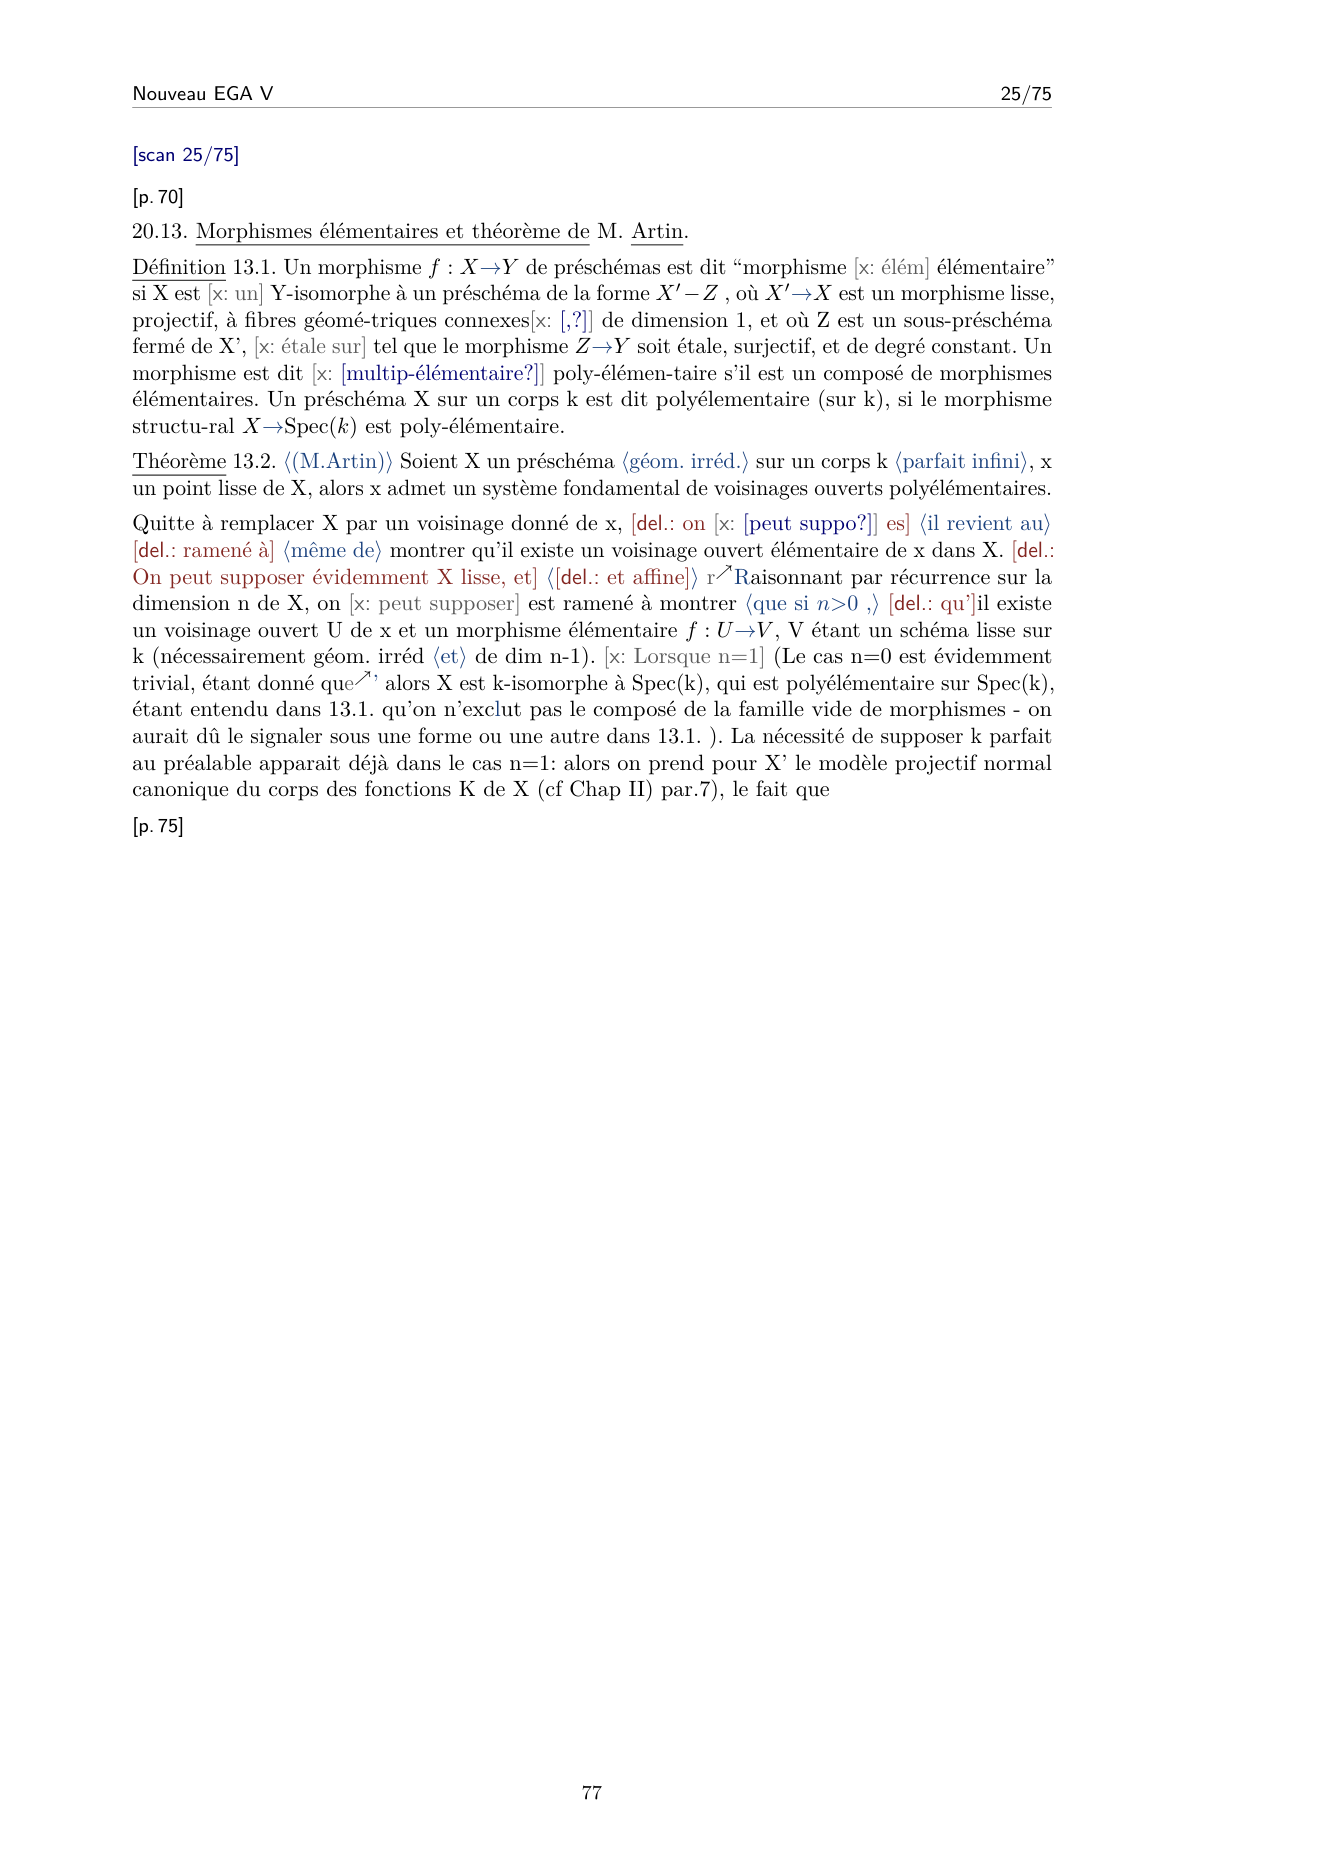 Nouveau EGA V 25/75
[scan 25/75]
[p. 70]
20.13. Morphismes élémentaires et théorème de M. Artin.
Définition 13.1. Un morphisme f : X→Y de préschémas est dit “morphisme [x: élém] élémentaire”
si X est [x: un] Y-isomorphe à un préschéma de la forme X′−Z , où X′→X est un morphisme lisse,
projectif, à fibres géomé-triques connexes[x: [,?]] de dimension 1, et où Z est un sous-préschéma
fermé de X’, [x: étale sur] tel que le morphisme Z→Y soit étale, surjectif, et de degré constant. Un
morphisme est dit [x: [multip-élémentaire?]] poly-élémen-taire s’il est un composé de morphismes
élémentaires. Un préschéma X sur un corps k est dit polyélementaire (sur k), si le morphisme
structu-ral X→Spec(k) est poly-élémentaire.
Théorème 13.2. ⟨(M.Artin)⟩ Soient X un préschéma ⟨géom. irréd.⟩ sur un corps k ⟨parfait infini⟩, x
un point lisse de X, alors x admet un système fondamental de voisinages ouverts polyélémentaires.
Quitte à remplacer X par un voisinage donné de x, [del.: on [x: [peut suppo?]] es] ⟨il revient au⟩
[del.: ramené à] ⟨même de⟩ montrer qu’il existe un voisinage ouvert élémentaire de x dans X. [del.:
On peut supposer évidemment X lisse, et] ⟨[del.: et affine]⟩ r↗Raisonnant par récurrence sur la
dimension n de X, on [x: peut supposer] est ramené à montrer ⟨que si n>0 ,⟩ [del.: qu’]il existe
un voisinage ouvert U de x et un morphisme élémentaire f : U→V, V étant un schéma lisse sur
k (nécessairement géom. irréd ⟨et⟩ de dim n-1). [x: Lorsque n=1] (Le cas n=0 est évidemment
trivial, étant donné que↗’ alors X est k-isomorphe à Spec(k), qui est polyélémentaire sur Spec(k),
étant entendu dans 13.1. qu’on n’exclut pas le composé de la famille vide de morphismes - on
aurait dû le signaler sous une forme ou une autre dans 13.1. ). La nécessité de supposer k parfait
au préalable apparait déjà dans le cas n=1: alors on prend pour X’ le modèle projectif normal
canonique du corps des fonctions K de X (cf Chap II) par.7), le fait que
[p. 75]
77